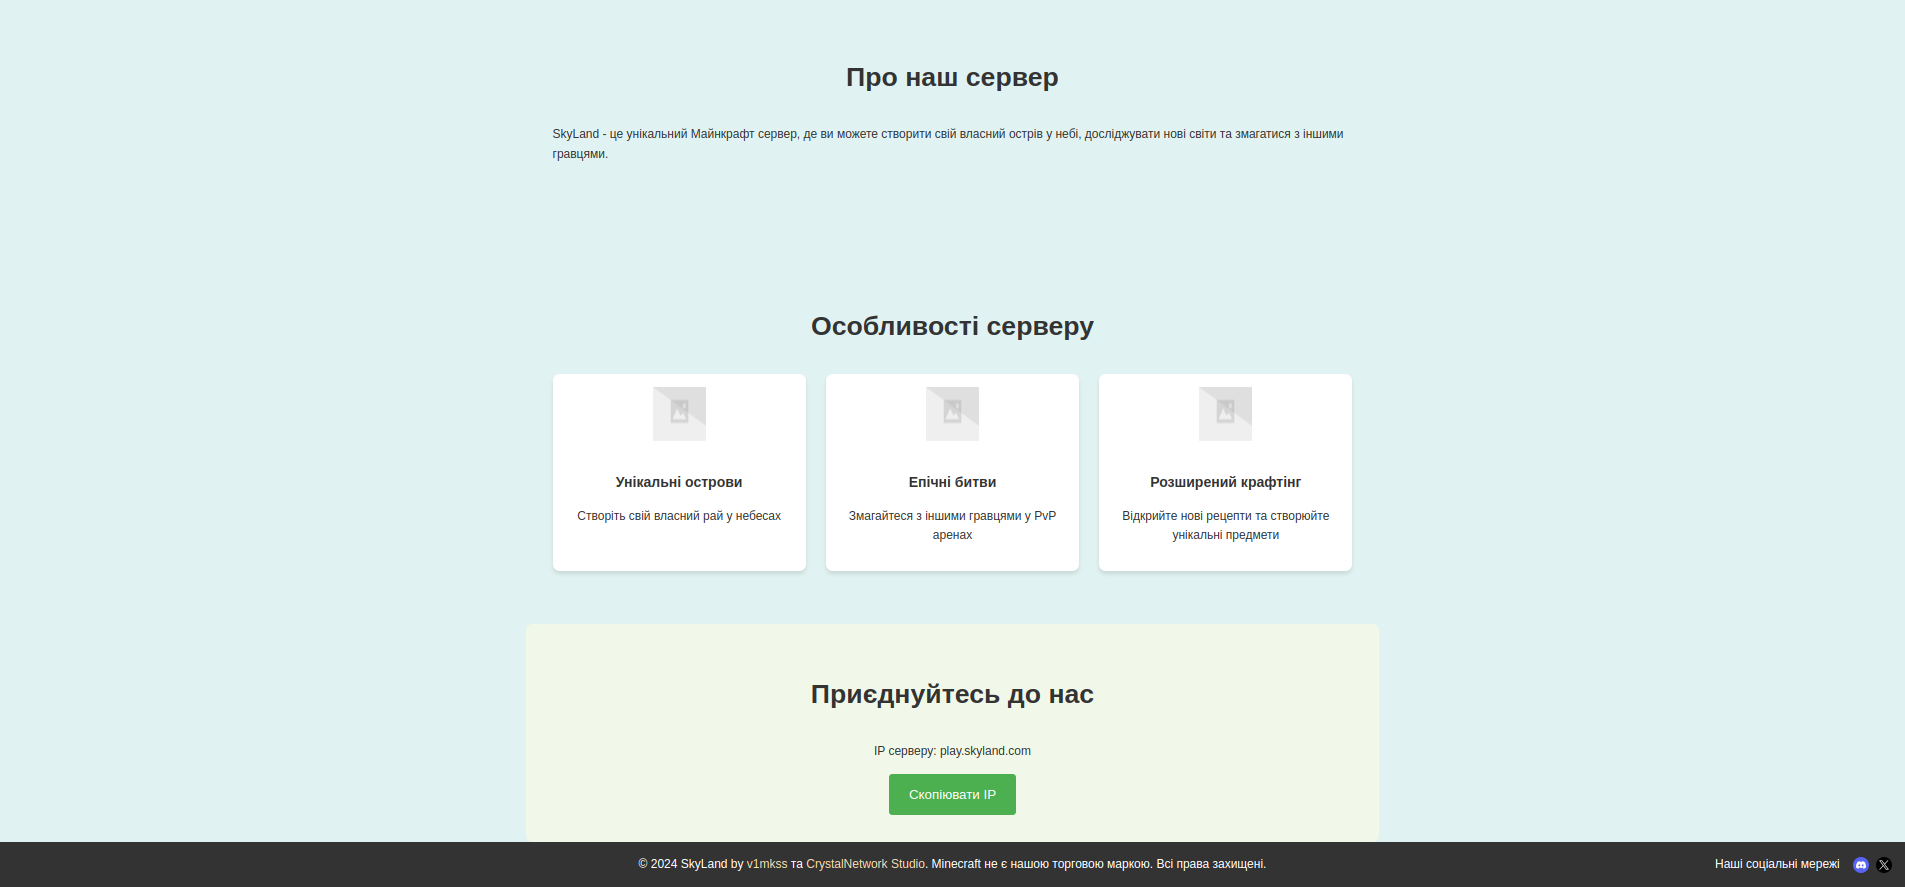 Про наш сервер
SkyLand - це унікальний Майнкрафт сервер, де ви можете створити свій власний острів у небі, досліджувати нові світи та змагатися з іншими
гравцями.
Особливості серверу
Унікальні острови
Створіть свій власний рай у небесах
Епічні битви
Змагайтеся з іншими гравцями у PvP
аренах
Розширений крафтінг
Відкрийте нові рецепти та створюйте
унікальні предмети
Приєднуйтесь до нас
IP серверу: play.skyland.com
Скопіювати IP
© 2024 SkyLand by v1mkss та CrystalNetwork Studio. Minecraft не є нашою торговою маркою. Всі права захищені.
Наші соціальні мережі